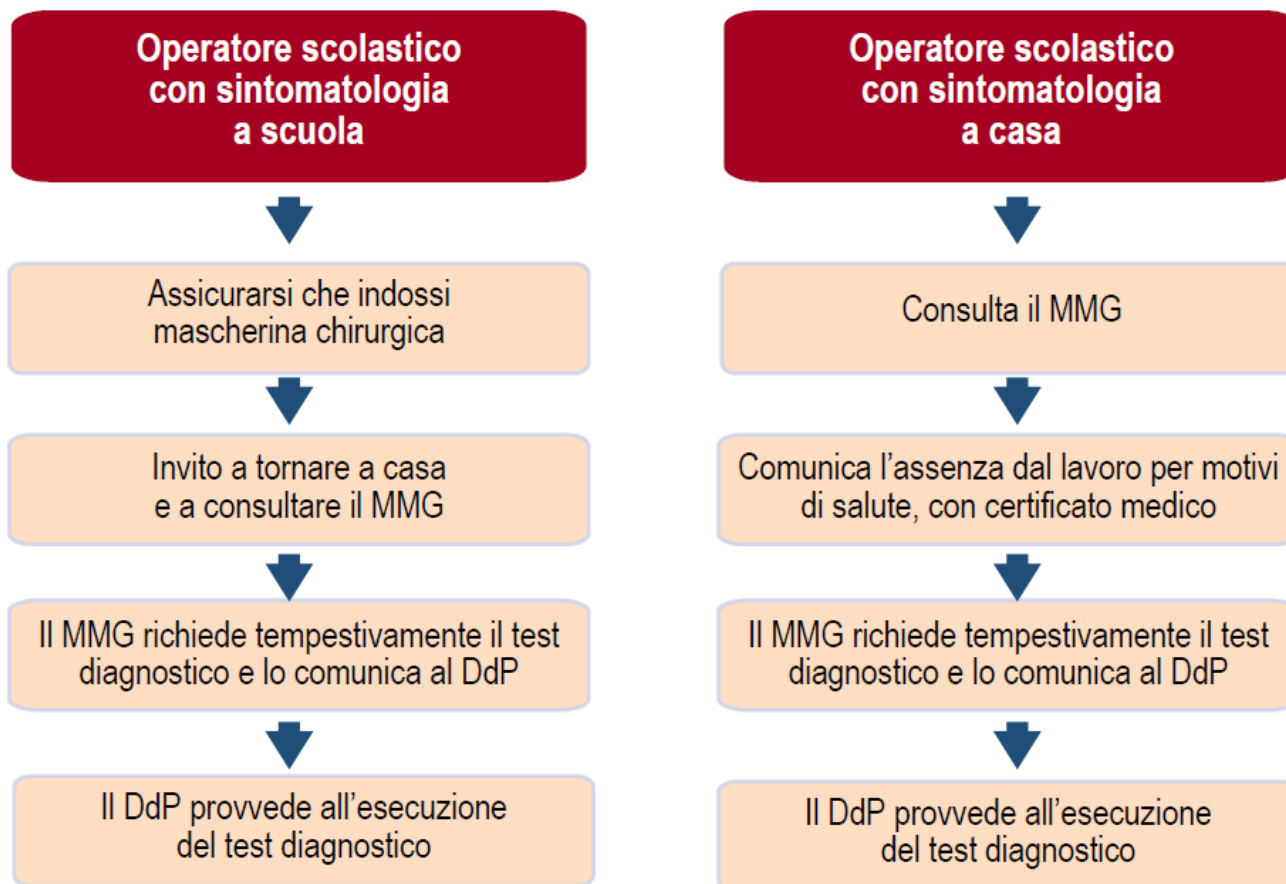 Operatore scolastico
con sintomatologia
a scuola
Assicurarsi che indossi
mascherina chirurgica
Invito a tornare a casa
e a consultare il MMG
Il MMG richiede tempestivamente il test
diagnostico e lo comunica al DdP
Il DdP provvede all'esecuzione
del test diagnostico
Operatore scolastico
con sintomatologia
a casa
Consulta il MMG
Comunica l'assenza dal lavoro per motivi
di salute, con certificato medico
Il MMG richiede tempestivamente il test
diagnostico e lo comunica al DdP
Il DdP provvede all'esecuzione
del test diagnostico